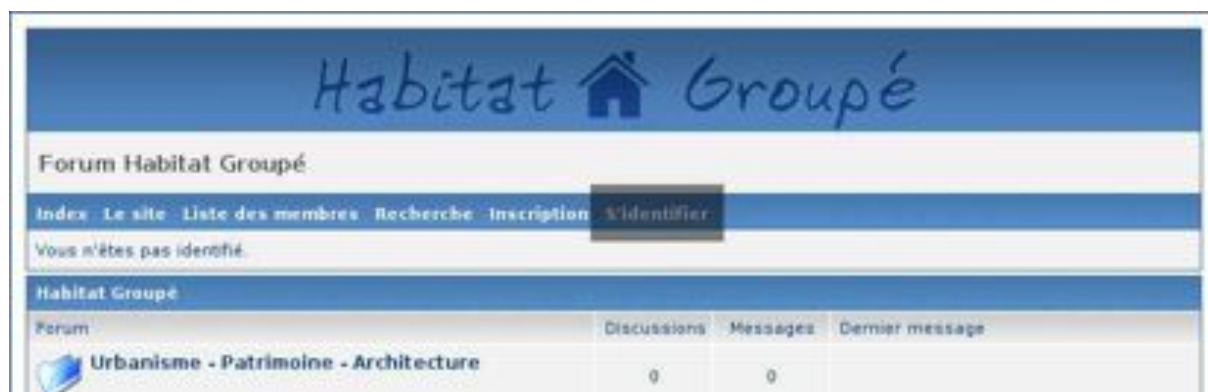 Habitat Groupé
Forum Habitat Groupé
Index Le site Liste des membres Recherche Inscription S'identifier
Vous n'êtes pas identifié.
Habitat Groupé
Forum Discussions Messages Dernier message
Urbanisme - Patrimoine - Architecture 0 0